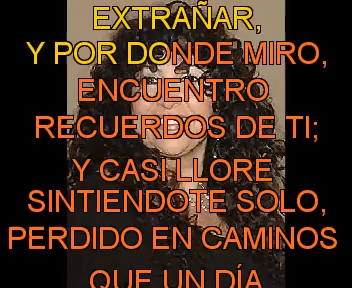 EXTRAÑAR,
Y POR DONDE MIRO,
ENCUENTRO
RECUERDOS DE TI;
Y CASI LLORÉ
SINTIENDOTE SOLO,
PERDIDO EN CAMINOS
QUE UN DÍA